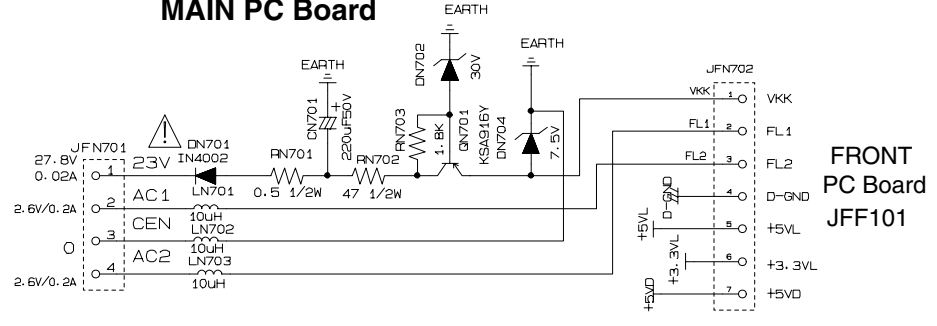 MAIN PC Board
EARTH
EARTH
EARTH
DN702
30V
JFN702
VKK
1
VKK
CN701
+
220uF50V
RN703
1.8K
QN701
KSA916Y
DN704
7.5V
FL1
2
FL1
JFN701
27.8V
0.02A
1
23V
DN701
IN4002
RN701
0.5 1/2W
RN702
47 1/2W
FL2
3
FL2
FRONT
PC Board
JFF101
2.6V/0.2A
2
AC1
LN701
10uH
D-GND
4
D-GND
0
3
CEN
LN702
10uH
+5VL
5
+5VL
2.6V/0.2A
4
AC2
LN703
10uH
+3.3VL
6
+3.3VL
+5VD
7
+5VD